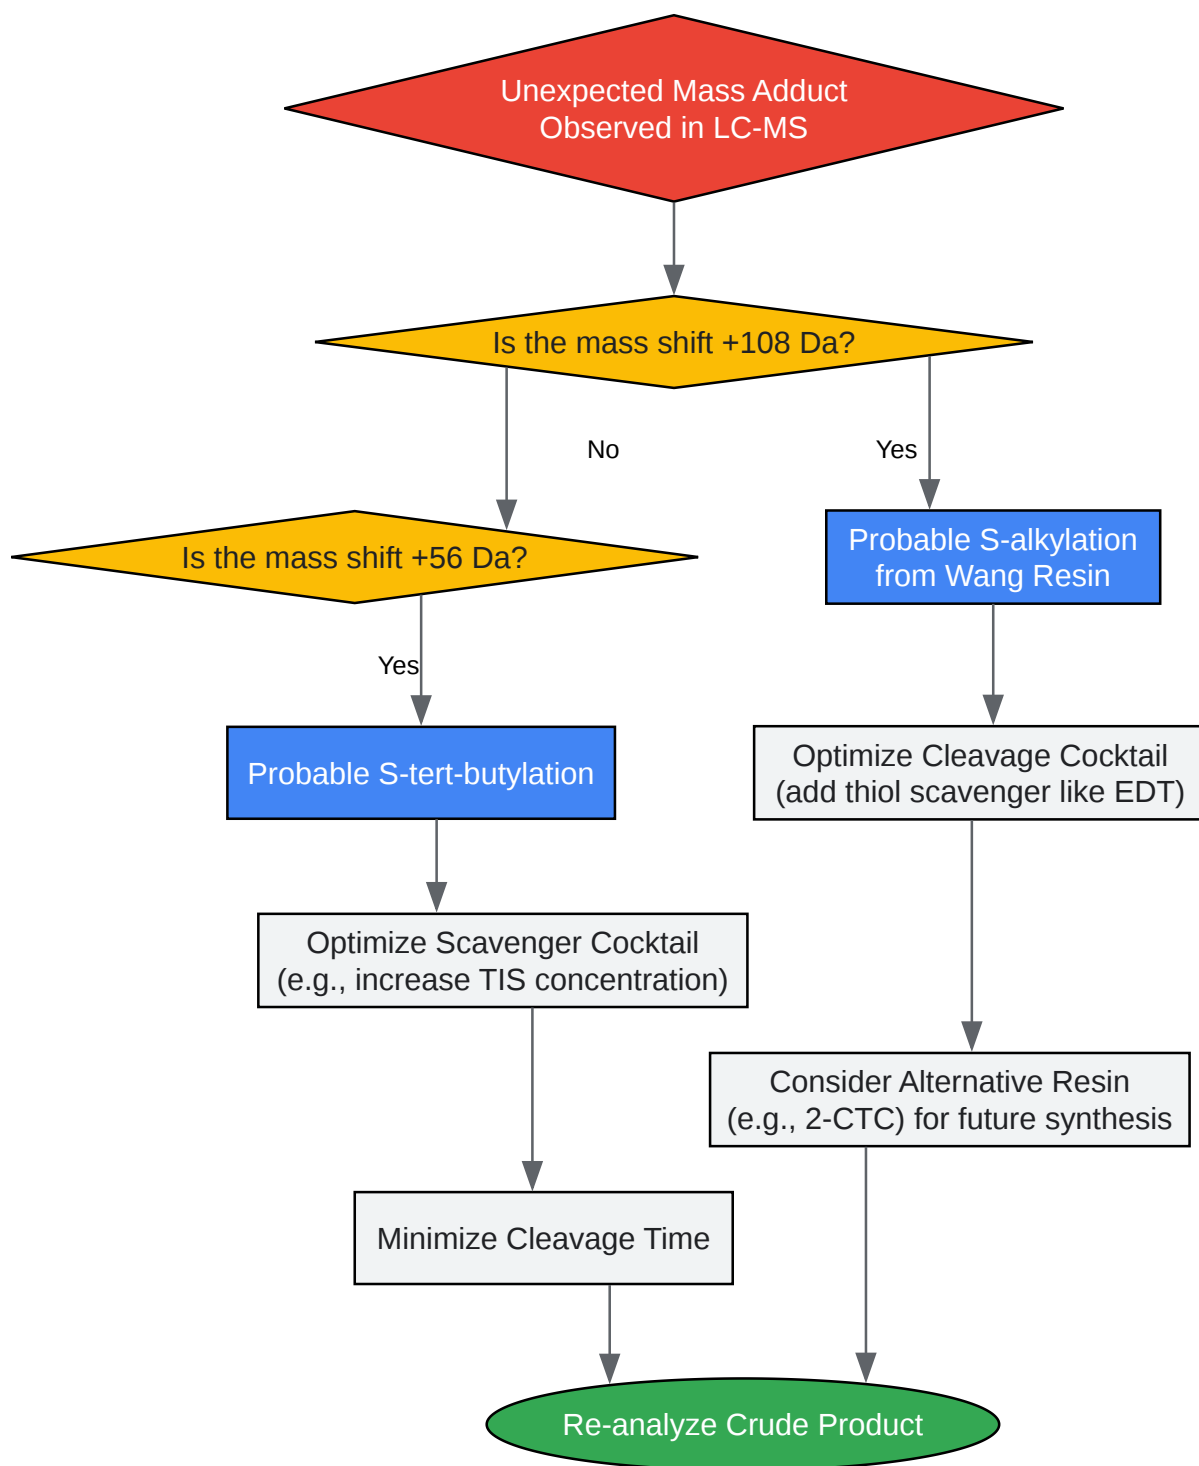 Unexpected Mass Adduct
Observed in LC-MS
Is the mass shift +108 Da?
No
Yes
Is the mass shift +56 Da?
Probable S-alkylation
from Wang Resin
Yes
Probable S-tert-butylation
Optimize Cleavage Cocktail
(add thiol scavenger like EDT)
Optimize Scavenger Cocktail
(e.g., increase TIS concentration)
Consider Alternative Resin
(e.g., 2-CTC) for future synthesis
Minimize Cleavage Time
Re-analyze Crude Product